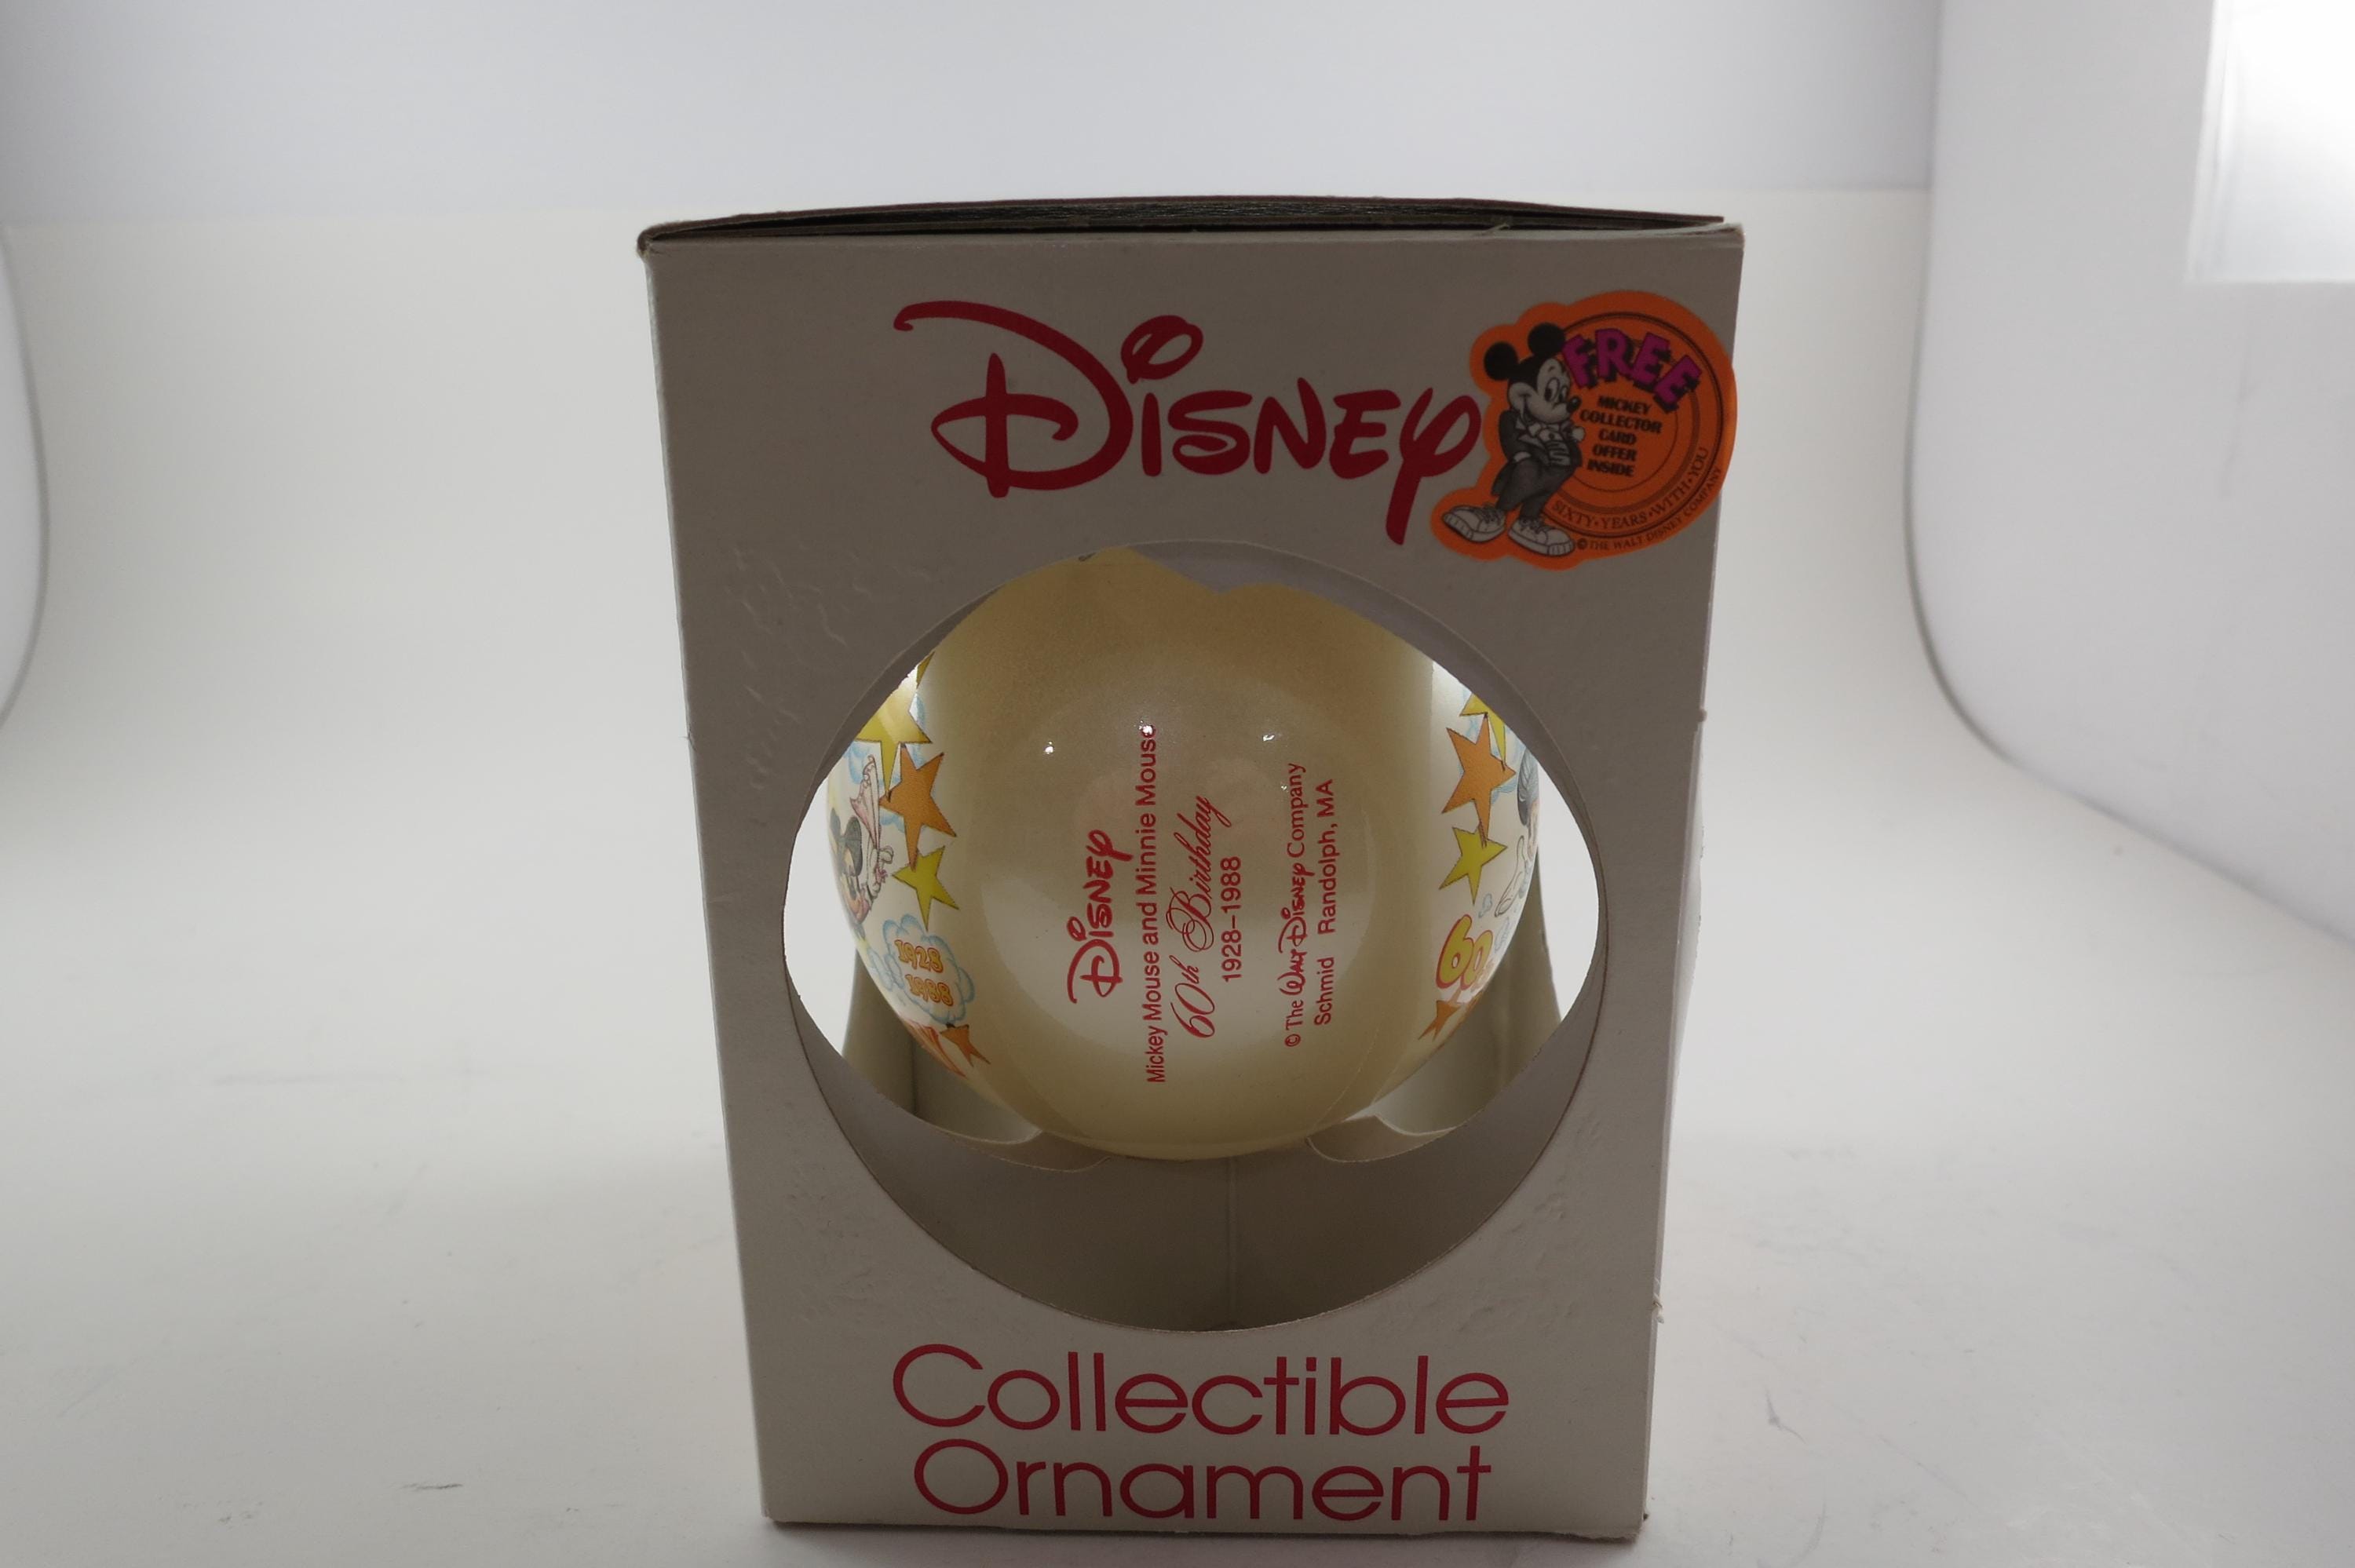 Disney
FREE
MICKEY
COLLECTOR
CARD
OFFER
INSIDE
SIXTY•YEARS•WITH•YOU
©THE WALT DISNEY COMPANY
Disney
Mickey Mouse and Minnie Mouse
60th Birthday
1928–1988
© The Walt Disney Company
Schmid Randolph, MA
1928
1988
60
Collectible
Ornament